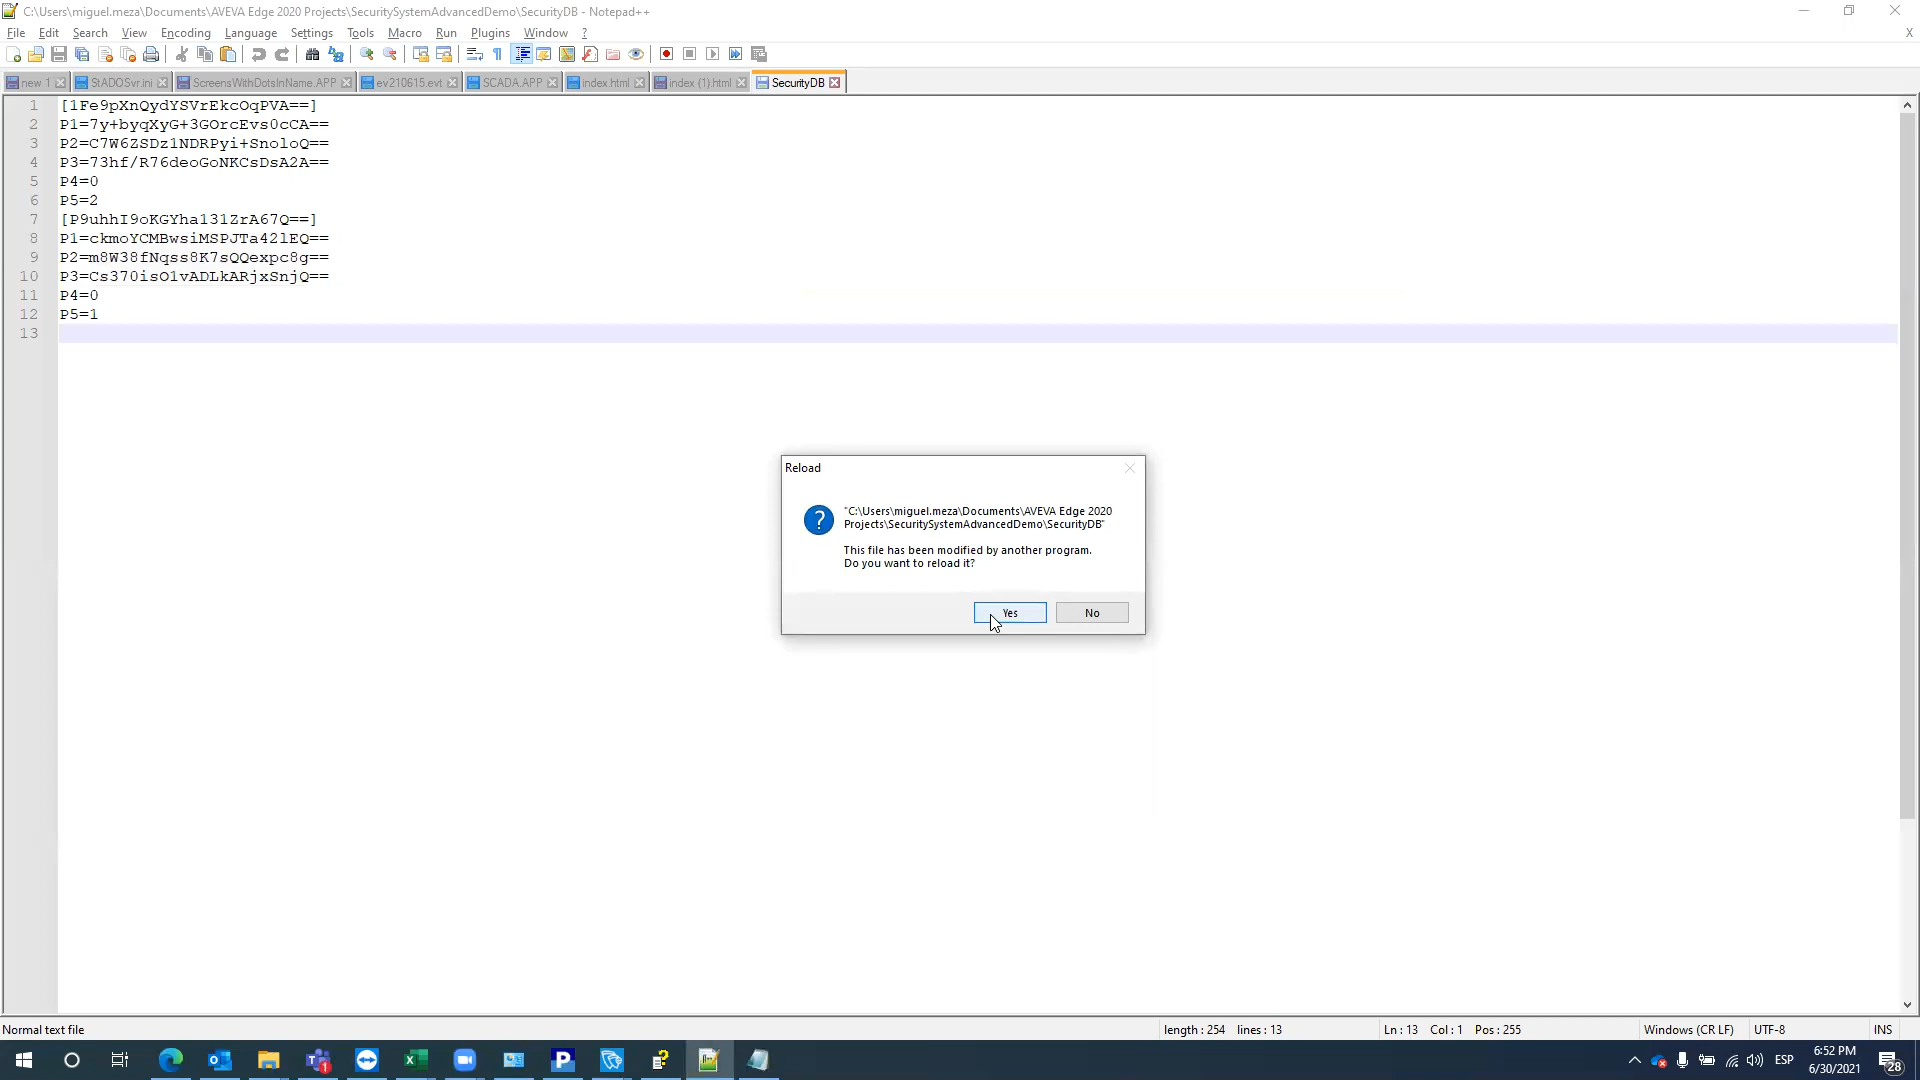 C:\Users\miguel.meza\Documents\AVEVA Edge 2020 Projects\SecuritySystemAdvancedDemo\SecurityDB - Notepad++
File Edit Search View Encoding Language Settings Tools Macro Run Plugins Window ? X
new 1 StADOSvr.ini ScreensWithDotsInName.APP ev210615.evt SCADA.APP index.html index (1).html SecurityDB
1 [1Fe9pXnQydYSVrEkcOqPVA==]
2 P1=7y+byqXyG+3GOrcEvs0cCA==
3 P2=C7W6ZSDz1NDRPyi+SnoloQ==
4 P3=73hf/R76deoGoNKCsDsA2A==
5 P4=0
6 P5=2
7 [P9uhhI9oKGYha131ZrA67Q==]
8 P1=ckmoYCMBwsiMSPJTa42lEQ==
9 P2=m8W38fNqss8K7sQQexpc8g==
10 P3=Cs370isO1vADLkARjxSnjQ==
11 P4=0
12 P5=1
13
Reload
?
"C:\Users\miguel.meza\Documents\AVEVA Edge 2020
Projects\SecuritySystemAdvancedDemo\SecurityDB"
This file has been modified by another program.
Do you want to reload it?
Yes No
Normal text file length : 254 lines : 13 Ln : 13 Col : 1 Pos : 255 Windows (CR LF) UTF-8 INS
ESP
6:52 PM
6/30/2021
28